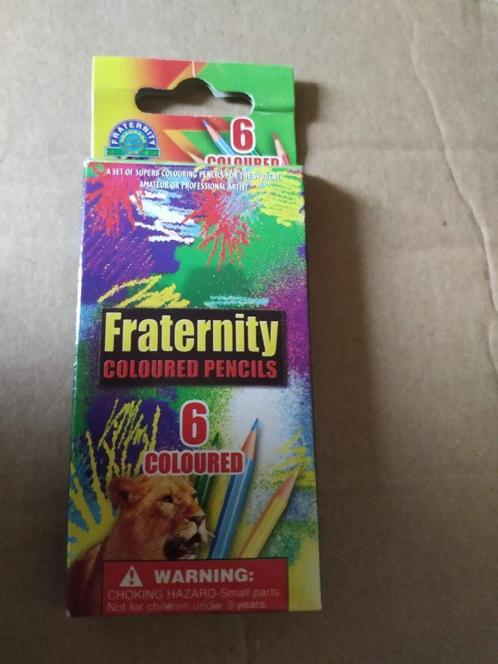 FRATERNITY
6
COLOURED
A SET OF SUPERB COLOURING PENCILS FOR THE STUDENT
AMATEUR OR PROFESSIONAL ARTIST
Fraternity
COLOURED PENCILS
6
COLOURED
WARNING:
CHOKING HAZARD-Small parts
Not for children under 3 years.